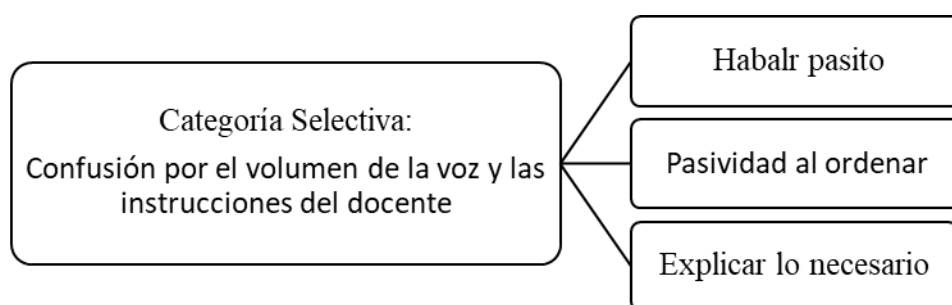 Categoría Selectiva:
Confusión por el volumen de la voz y las
instrucciones del docente
Habalr pasito
Pasividad al ordenar
Explicar lo necesario